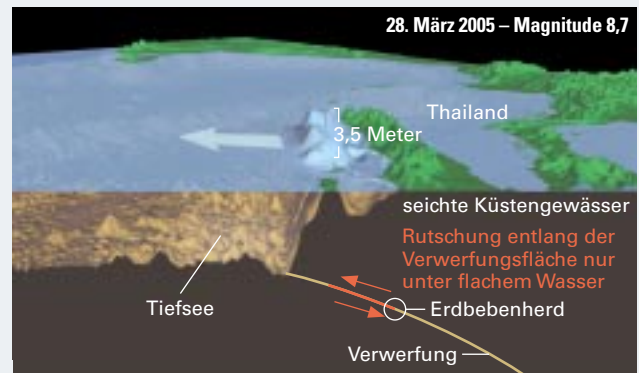 28. März 2005 – Magnitude 8,7
Thailand
3,5 Meter
seichte Küstengewässer
Rutschung entlang der
Verwerfungsfläche nur
unter flachem Wasser
Tiefsee
Erdbebenherd
Verwerfung